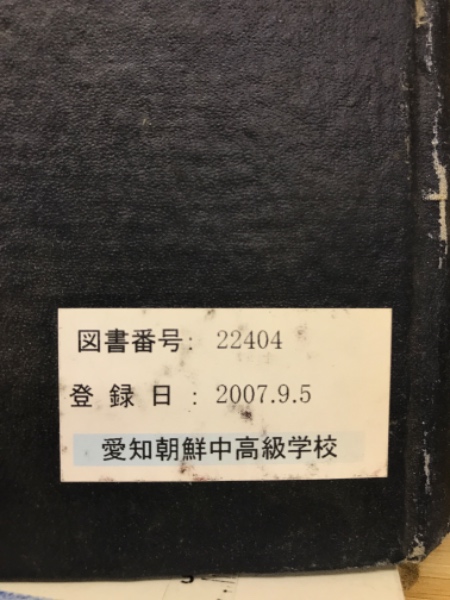 図書番号: 22404
登 録 日 : 2007.9.5
愛知朝鮮中高級学校